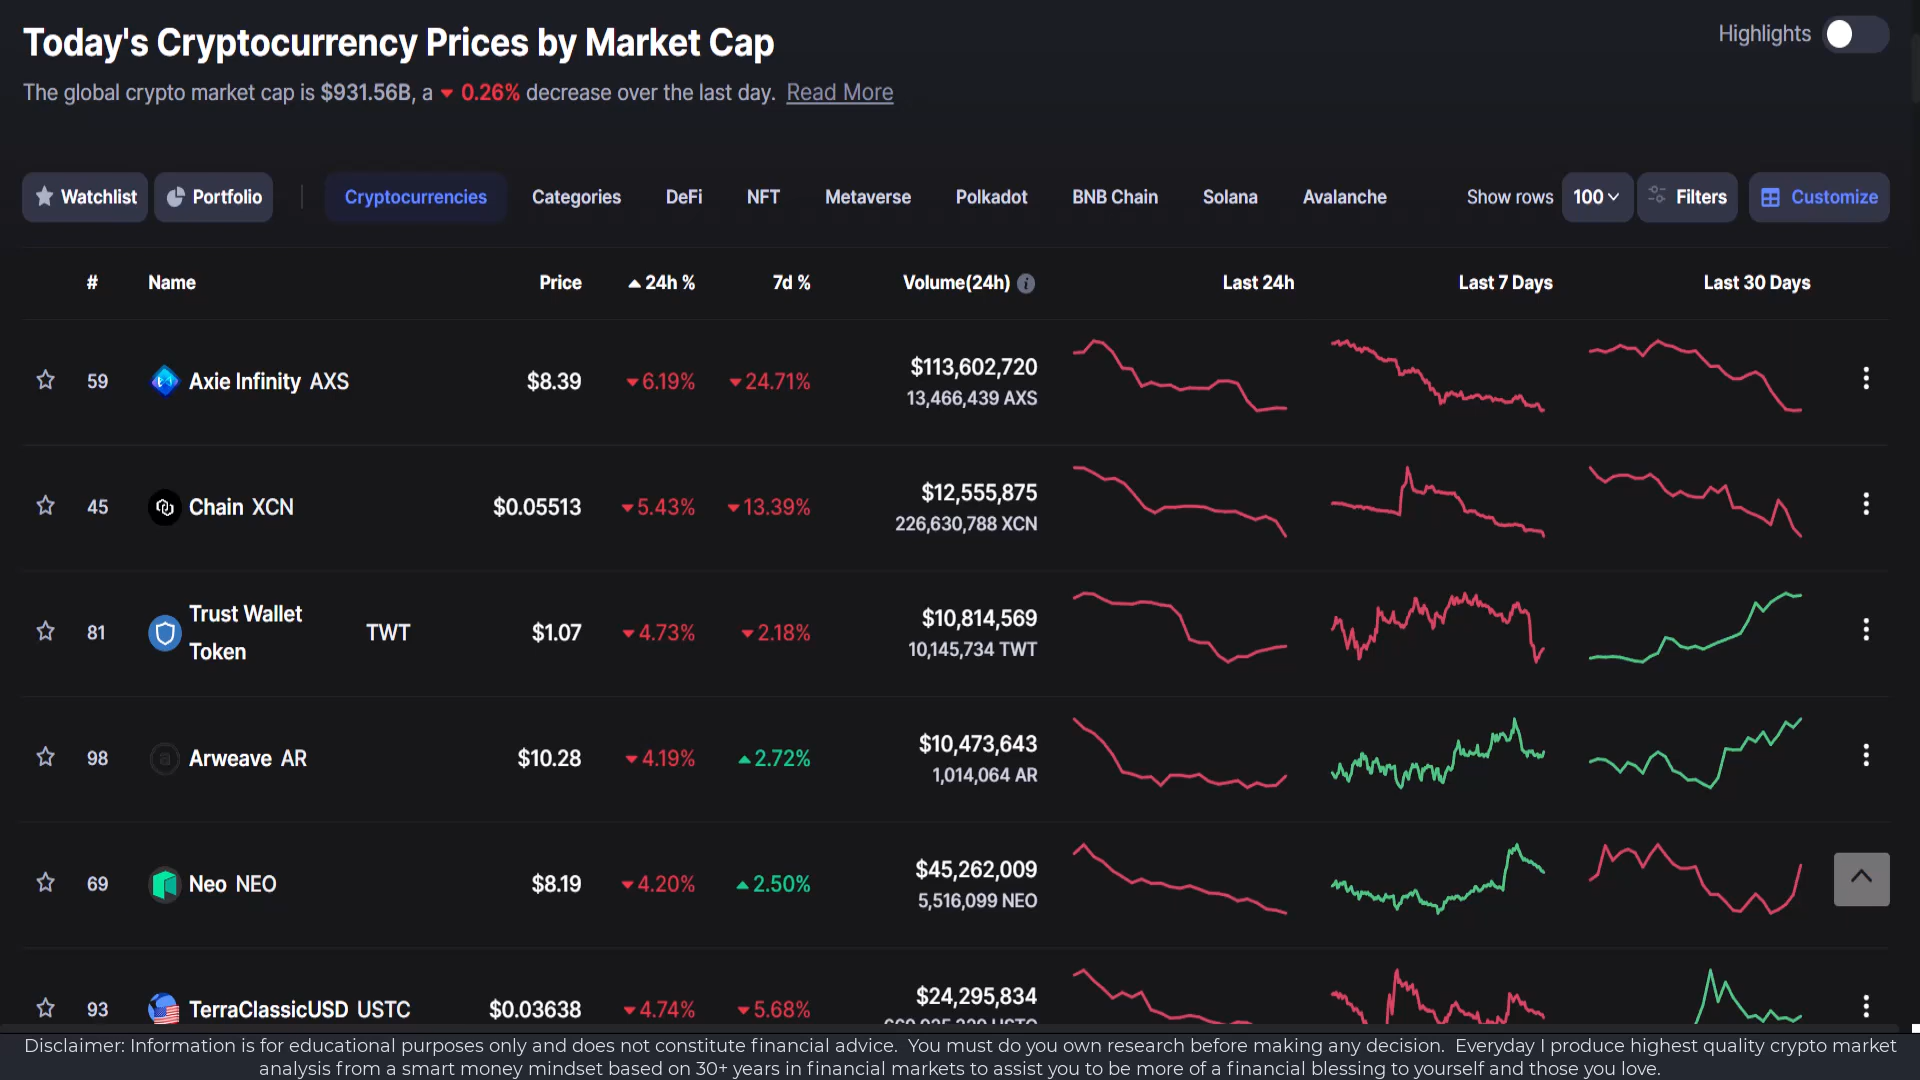 Today's Cryptocurrency Prices by Market Cap
Highlights
The global crypto market cap is $931.56B, a 0.26% decrease over the last day. Read More
Watchlist Portfolio Cryptocurrencies Categories DeFi NFT Metaverse Polkadot BNB Chain Solana Avalanche Show rows 100 Filters Customize
# Name Price 24h % 7d % Volume(24h) Last 24h Last 7 Days Last 30 Days
59 Axie Infinity AXS $8.39 6.19% 24.71% $113,602,720
13,466,439 AXS
45 Chain XCN $0.05513 5.43% 13.39% $12,555,875
226,630,788 XCN
81 Trust Wallet Token TWT $1.07 4.73% 2.18% $10,814,569
10,145,734 TWT
98 Arweave AR $10.28 4.19% 2.72% $10,473,643
1,014,064 AR
69 Neo NEO $8.19 4.20% 2.50% $45,262,009
5,516,099 NEO
93 TerraClassicUSD USTC $0.03638 4.74% 5.68% $24,295,834
Disclaimer: Information is for educational purposes only and does not constitute financial advice. You must do you own research before making any decision. Everyday I produce highest quality crypto market
analysis from a smart money mindset based on 30+ years in financial markets to assist you to be more of a financial blessing to yourself and those you love.